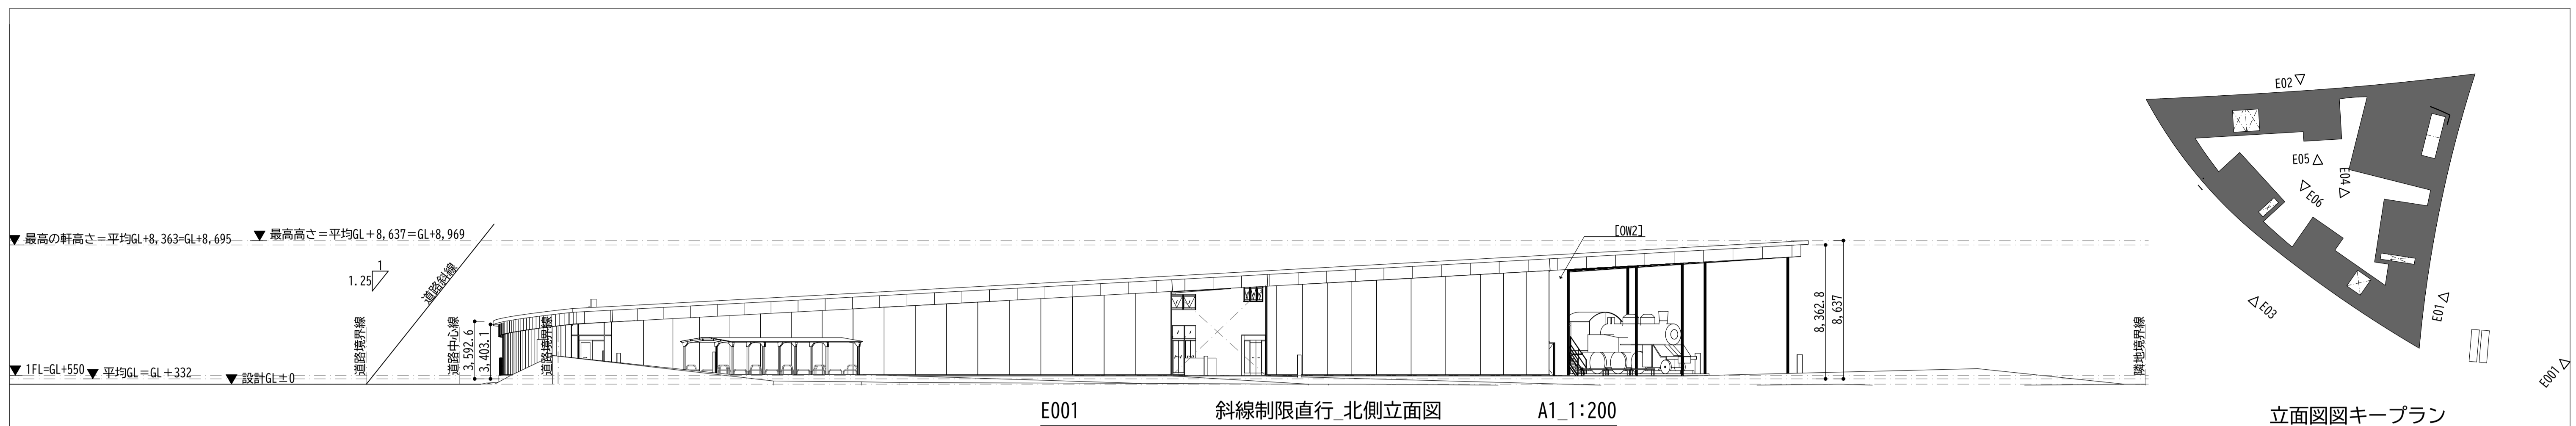 最高の軒高さ＝平均GL+8,363=GL+8,695
最高高さ＝平均GL＋8,637＝GL+8,969
1
1.25
道路斜線
道路境界線
道路中心線
3,592.6
3,403.1
道路境界線
1FL=GL+550
平均GL＝GL＋332
設計GL±0
[OW2]
8,362.8
8,637
隣地境界線
E001
斜線制限直行_北側立面図
A1_1:200
E02
E05
E04
E06
E03
E01
E001
立面図図キープラン